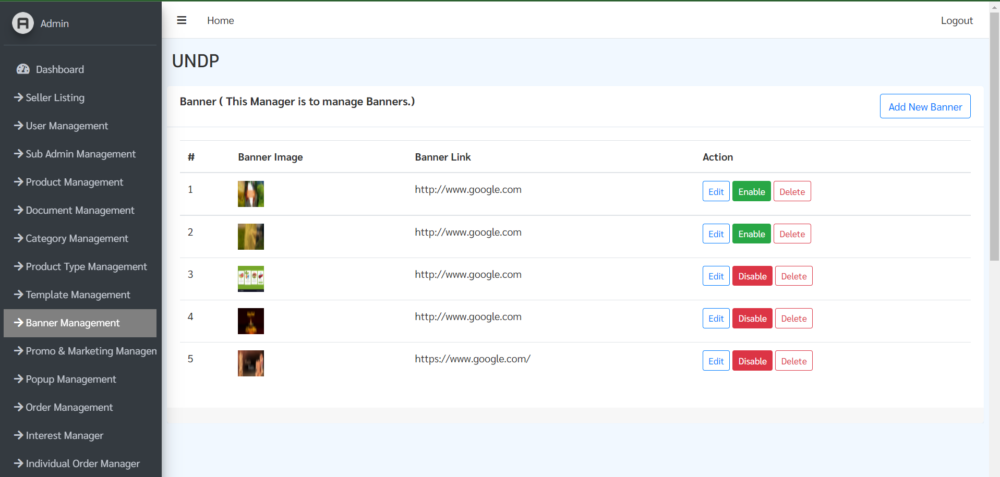 Admin
Home
Logout
Dashboard
Seller Listing
User Management
Sub Admin Management
Product Management
Document Management
Category Management
Product Type Management
Template Management
Banner Management
Promo & Marketing Managem
Popup Management
Order Management
Interest Manager
Individual Order Manager
UNDP
Banner ( This Manager is to manage Banners.)
Add New Banner
# Banner Image Banner Link Action
1 http://www.google.com Edit Enable Delete
2 http://www.google.com Edit Enable Delete
3 http://www.google.com Edit Disable Delete
4 http://www.google.com Edit Disable Delete
5 https://www.google.com/ Edit Disable Delete